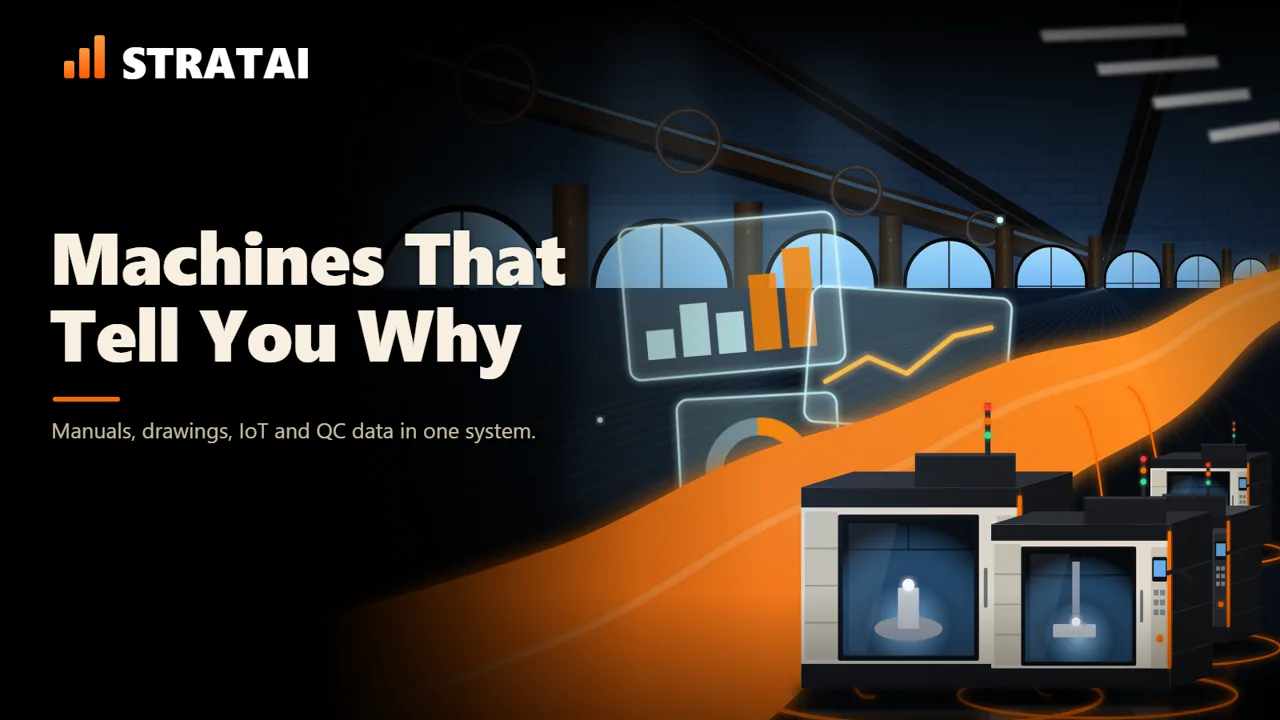 STRATAI
Machines That
Tell You Why
Manuals, drawings, IoT and QC data in one system.